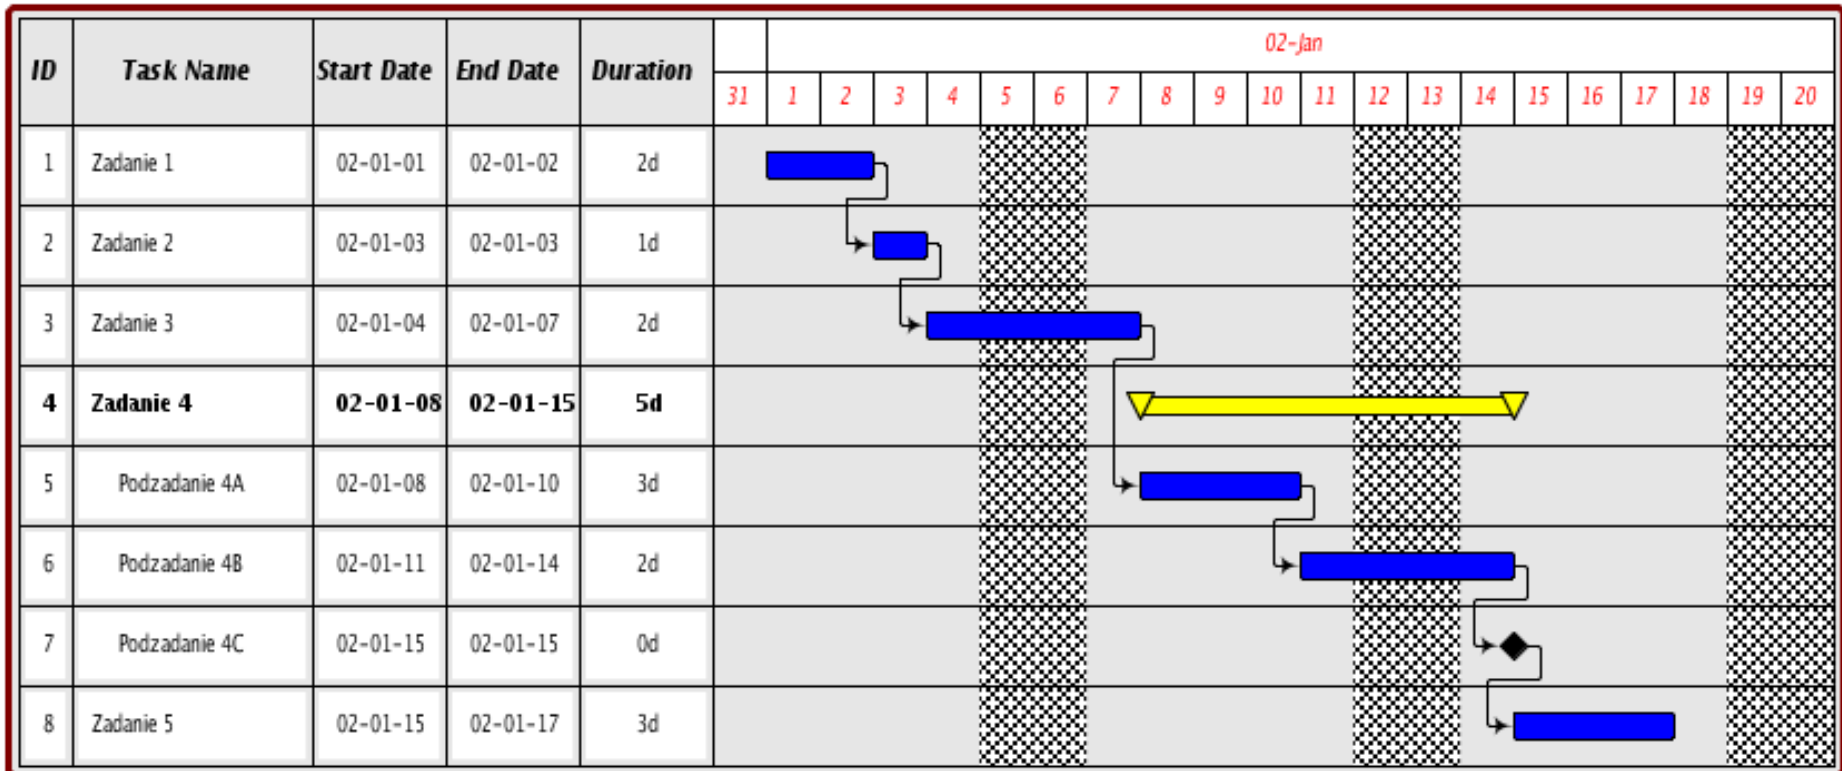 ID Task Name Start Date End Date Duration 02-Jan
31 1 2 3 4 5 6 7 8 9 10 11 12 13 14 15 16 17 18 19 20
1 Zadanie 1 02-01-01 02-01-02 2d
2 Zadanie 2 02-01-03 02-01-03 1d
3 Zadanie 3 02-01-04 02-01-07 2d
4 Zadanie 4 02-01-08 02-01-15 5d
5 Podzadanie 4A 02-01-08 02-01-10 3d
6 Podzadanie 4B 02-01-11 02-01-14 2d
7 Podzadanie 4C 02-01-15 02-01-15 0d
8 Zadanie 5 02-01-15 02-01-17 3d